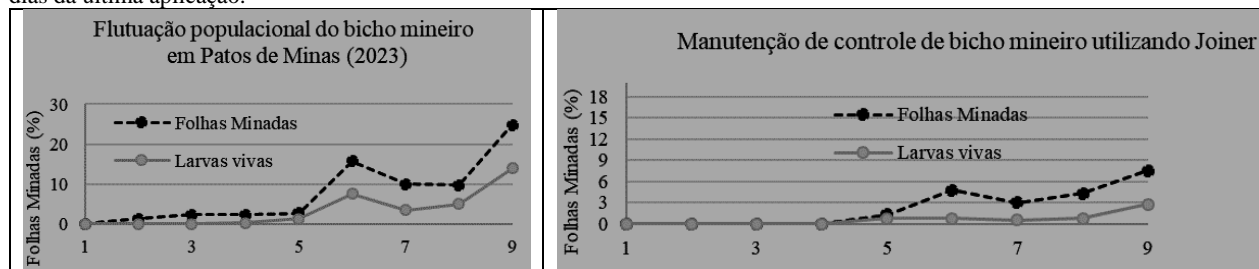 dias da última aplicação.
Flutuação populacional do bicho mineiro
em Patos de Minas (2023)
Folhas Minadas (%)
30
20
10
0
Folhas Minadas
Larvas vivas
1 3 5 7 9
Manutenção de controle de bicho mineiro utilizando Joiner
Folhas Minadas (%)
18
15
12
9
6
3
0
Folhas Minadas
Larvas vivas
1 3 5 7 9